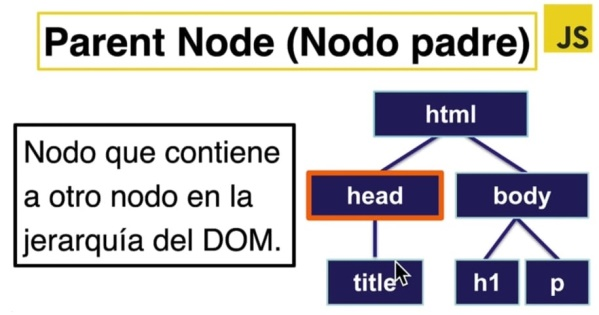 Parent Node (Nodo padre)
JS
Nodo que contiene
a otro nodo en la
jerarquía del DOM.
html
head
body
title
h1
p